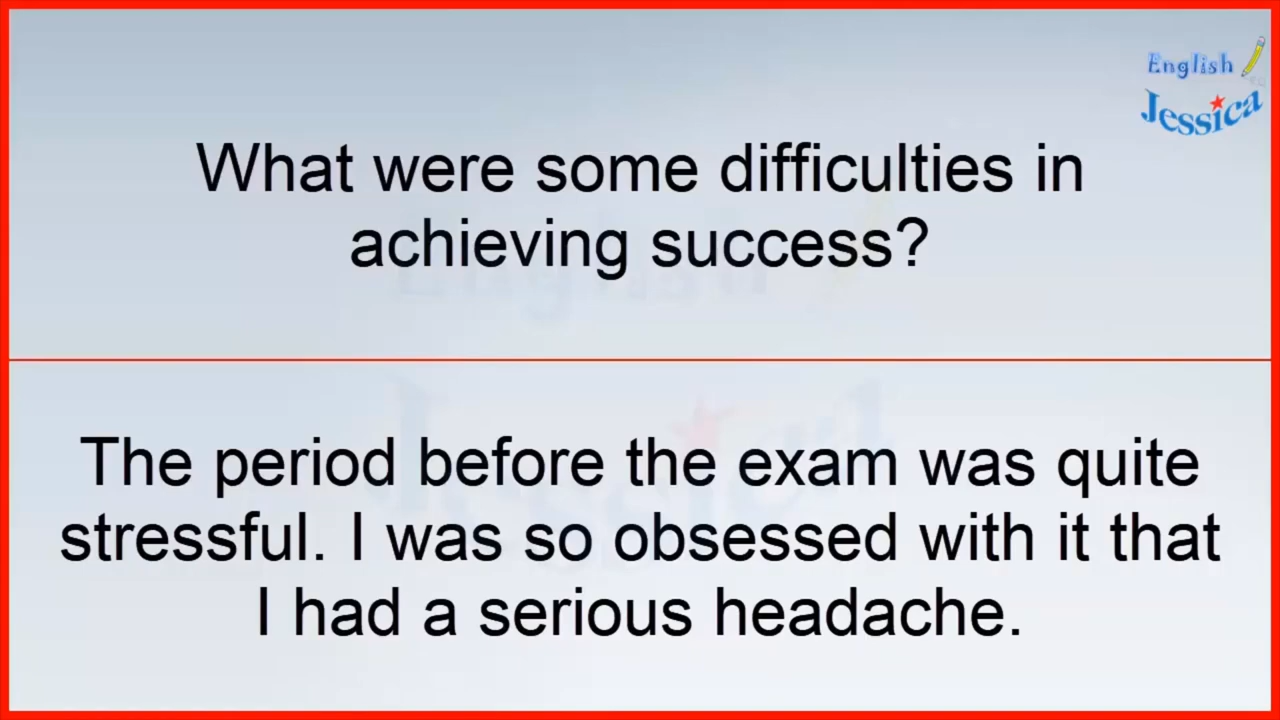 English
Jessica
What were some difficulties in
achieving success?
The period before the exam was quite
stressful. I was so obsessed with it that
I had a serious headache.